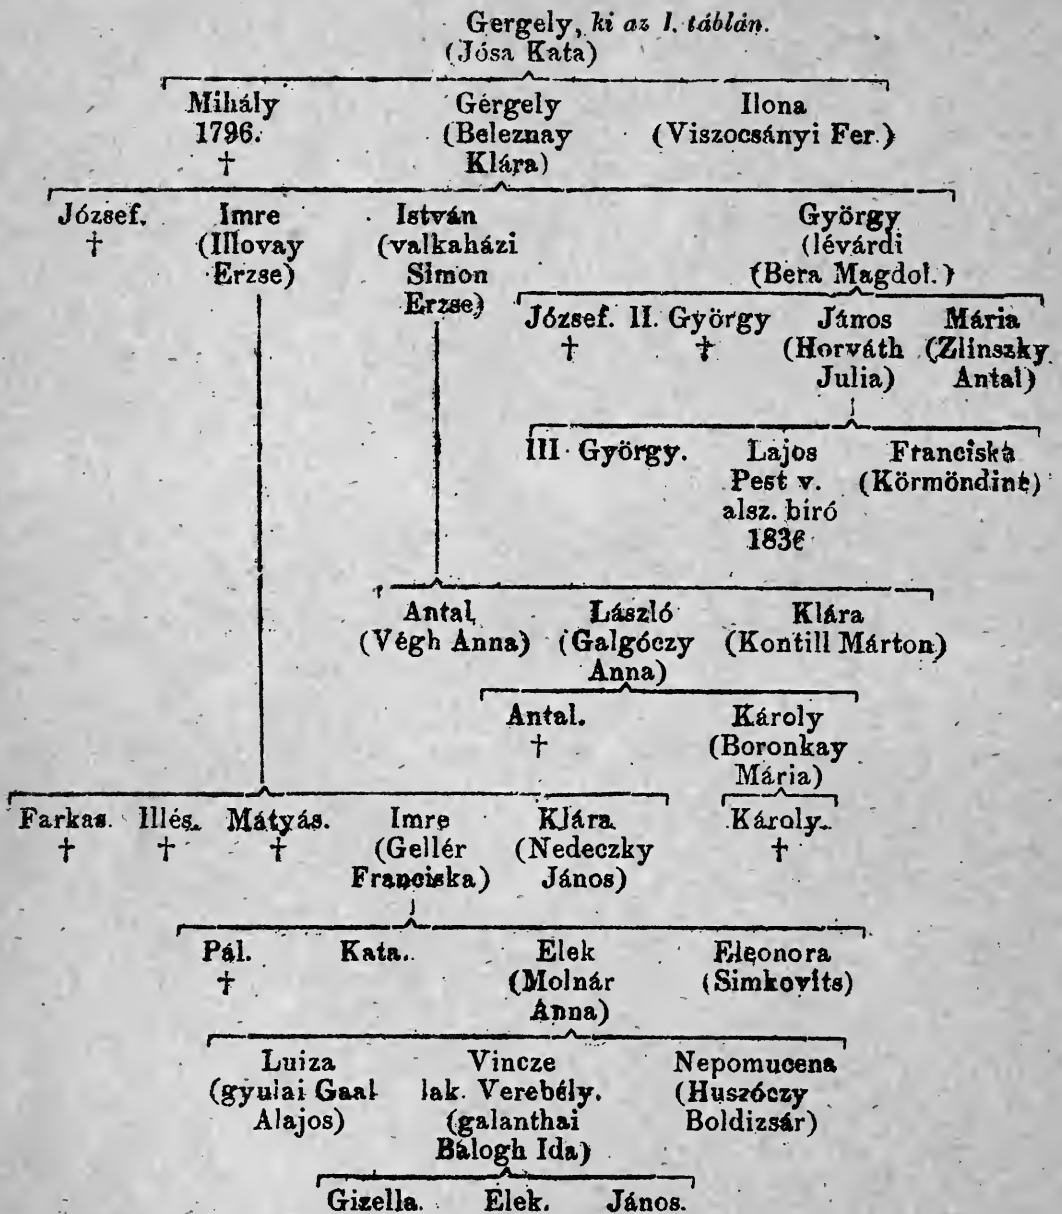 Gergely, ki az I. táblán.
(Jósa Kata)
Mihály Gérgely Ilona
1796. (Beleznay (Viszocsányi Fer.)
† Klára)
József. Imre István György
† (Illovay (valkaházi (lévárdi
Erzse) Simon (Bera Magdol.)
Erzse)
József. II. György János Mária
† † (Horváth (Zlinszky
Julia) Antal)
III György. Lajos Franciska
Pest v. (Körmöndiné)
alsz. biró
1836
Antal, László Klára
(Végh Anna) (Galgóczy (Kontill Márton)
Anna)
Antal. Károly
† (Boronkay
Mária)
Farkas. Illés. Mátyás. Imre Klára Károly.
† † † (Gellér (Nedeczky †
Franciska) János)
Pál. Kata. Elek Eleonora
† (Molnár (Simkovits)
Anna)
Luiza Vincze Nepomucena
(gyulai Gaal lak. Verebély. (Huszóczy
Alajos) (galanthai Boldizsár)
Bálogh Ida)
Gizella. Elek. János.